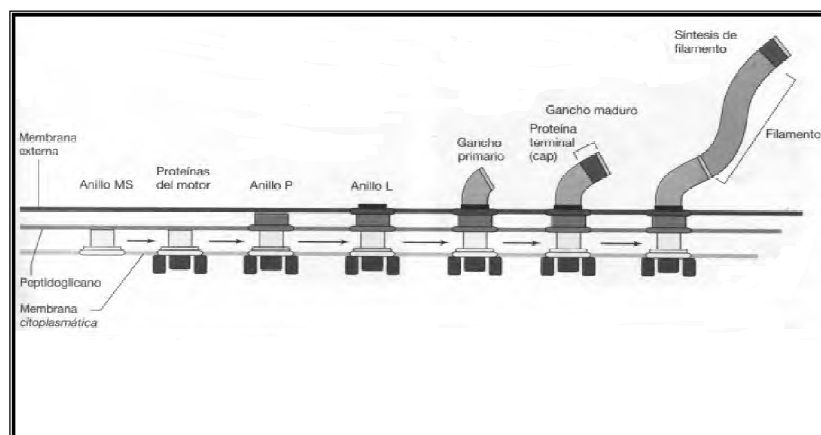 Síntesis de
filamento
Gancho maduro
Filamento
Membrana
externa
Anillo MS
Proteínas
del motor
Anillo P
Anillo L
Gancho
primario
Proteína
terminal
(cap)
Peptidoglicano
Membrana
citoplasmática